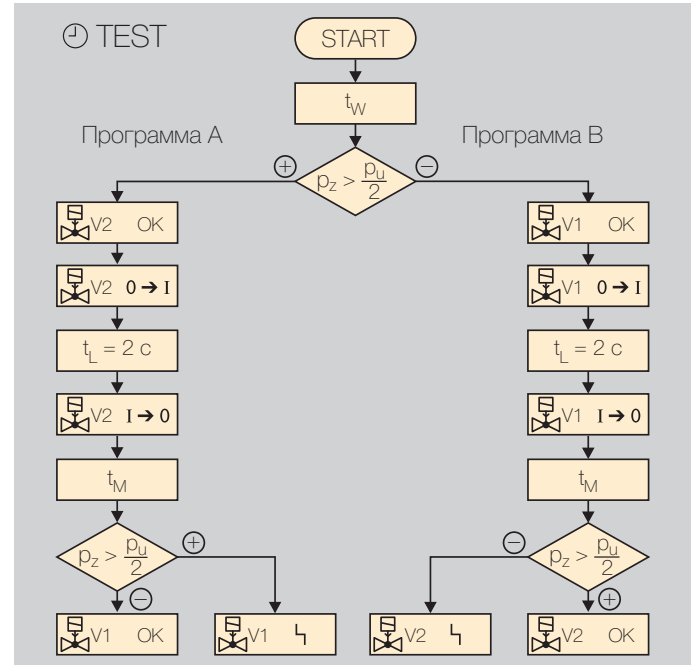 TEST
START
t_W
Программа A
Программа B
+
p_z > p_u/2
-
V2 OK
V1 OK
V2 0 → I
V1 0 → I
t_L = 2 с
t_L = 2 с
V2 I → 0
V1 I → 0
t_M
t_M
p_z > p_u/2
+
-
p_z > p_u/2
-
+
V1 OK
V1
V2
V2 OK